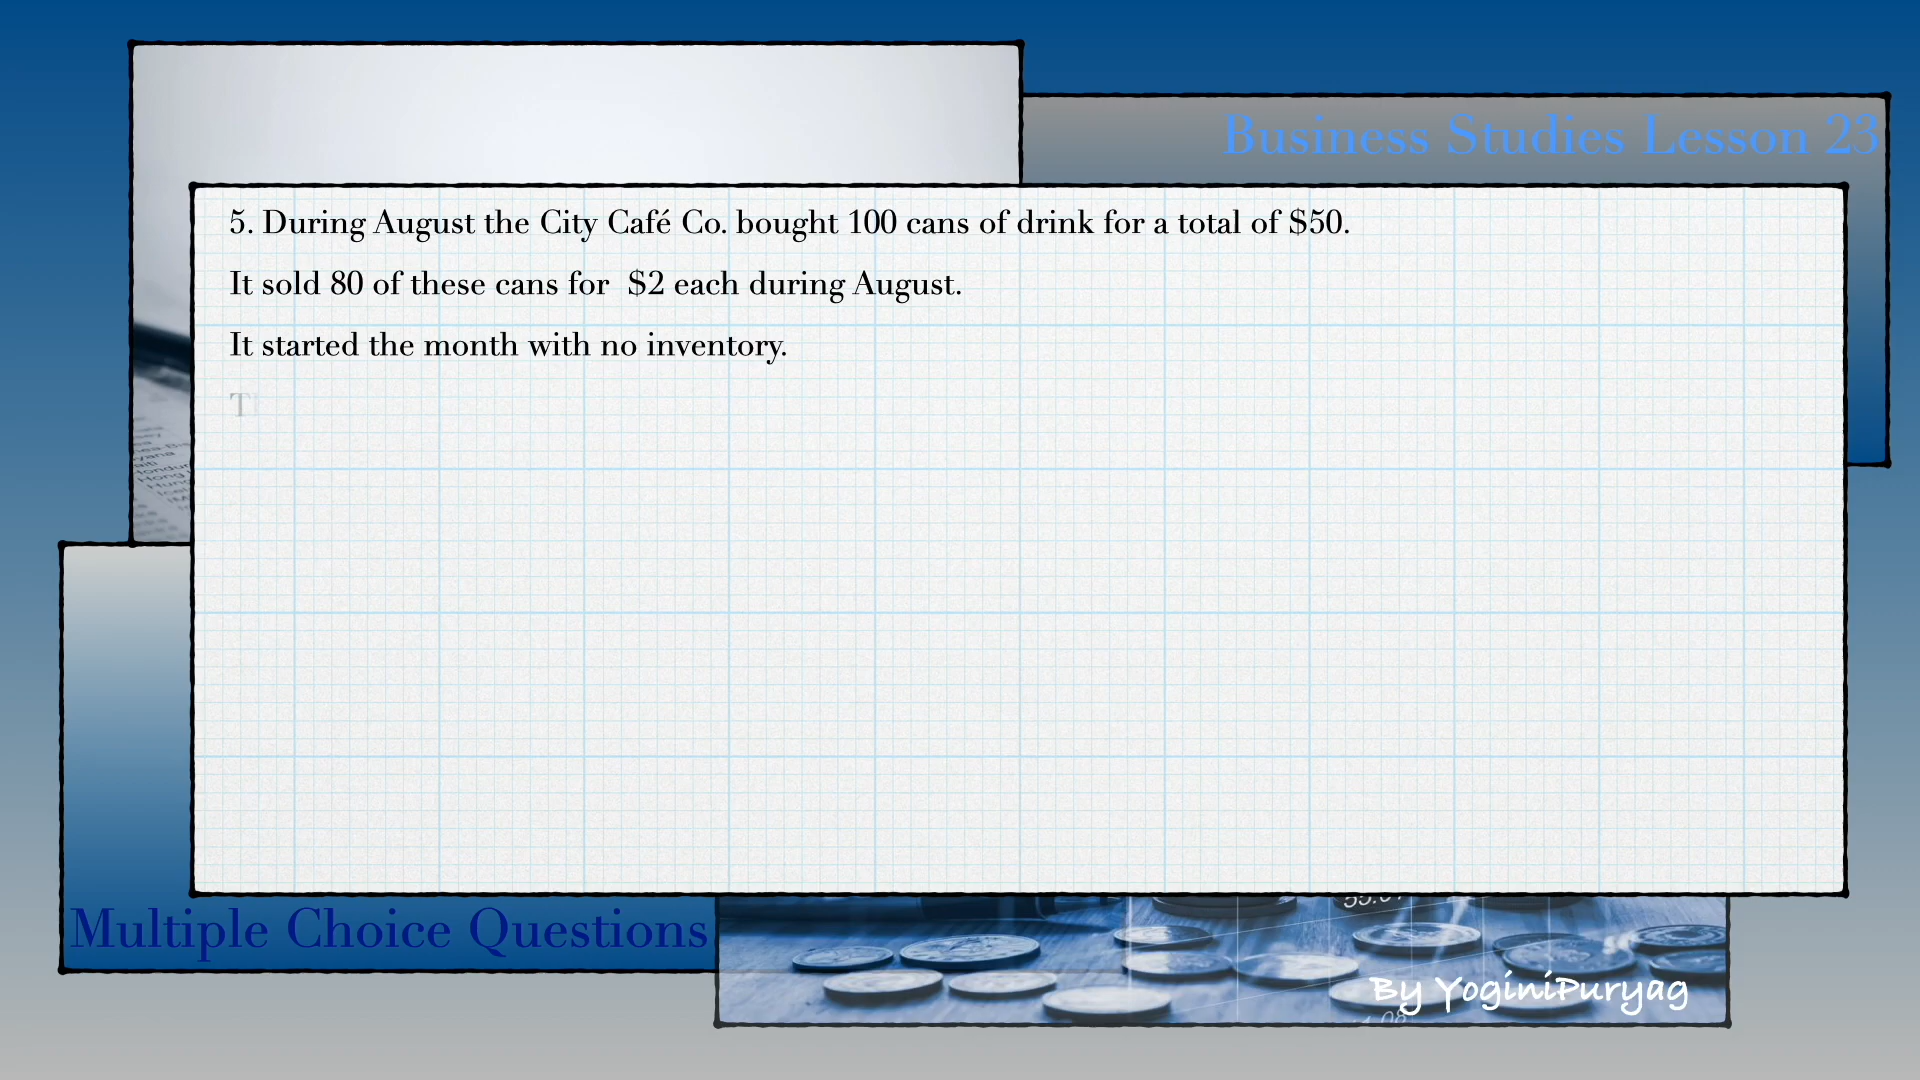 Business Studies Lesson 23
5. During August the City Café Co. bought 100 cans of drink for a total of $50.
It sold 80 of these cans for $2 each during August.
It started the month with no inventory.
T
Multiple Choice Questions
By YoginiPuryag